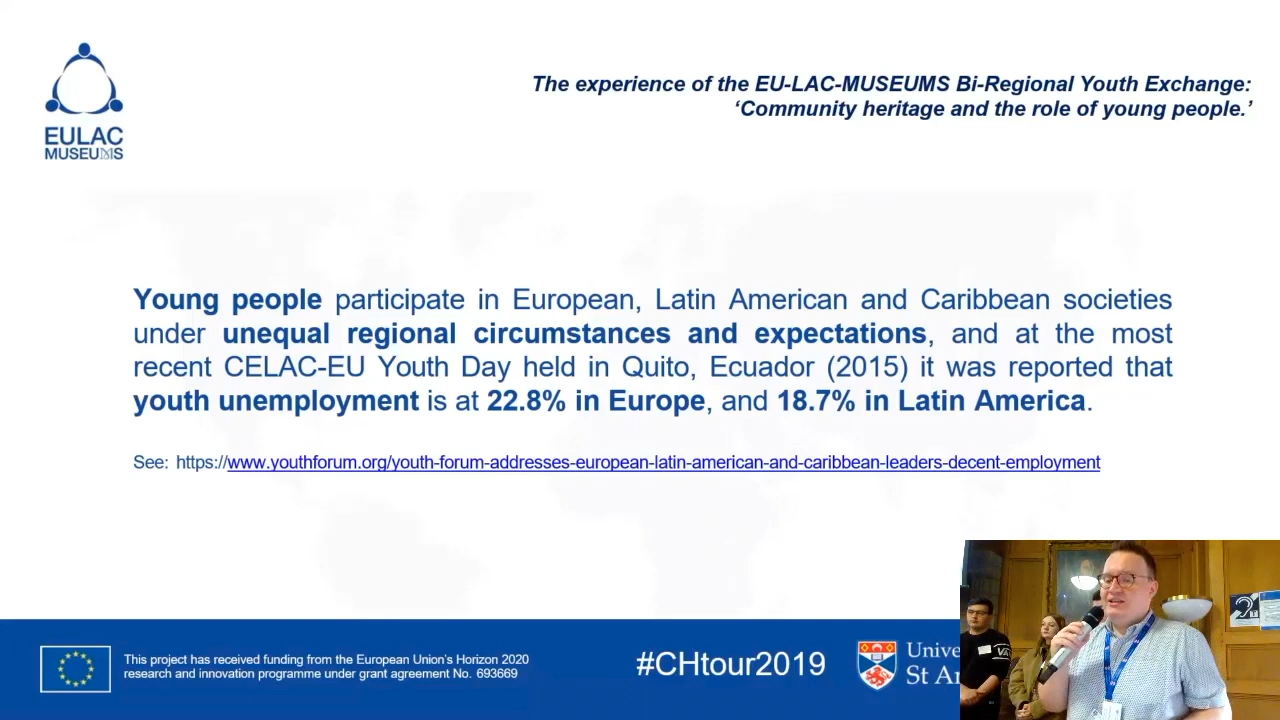 EULAC
MUSEUMS
The experience of the EU-LAC-MUSEUMS Bi-Regional Youth Exchange:
‘Community heritage and the role of young people.’
Young people participate in European, Latin American and Caribbean societies
under unequal regional circumstances and expectations, and at the most
recent CELAC-EU Youth Day held in Quito, Ecuador (2015) it was reported that
youth unemployment is at 22.8% in Europe, and 18.7% in Latin America.
See: https://www.youthforum.org/youth-forum-addresses-european-latin-american-and-caribbean-leaders-decent-employment
This project has received funding from the European Union’s Horizon 2020
research and innovation programme under grant agreement No. 693669
#CHtour2019
Unive
St A